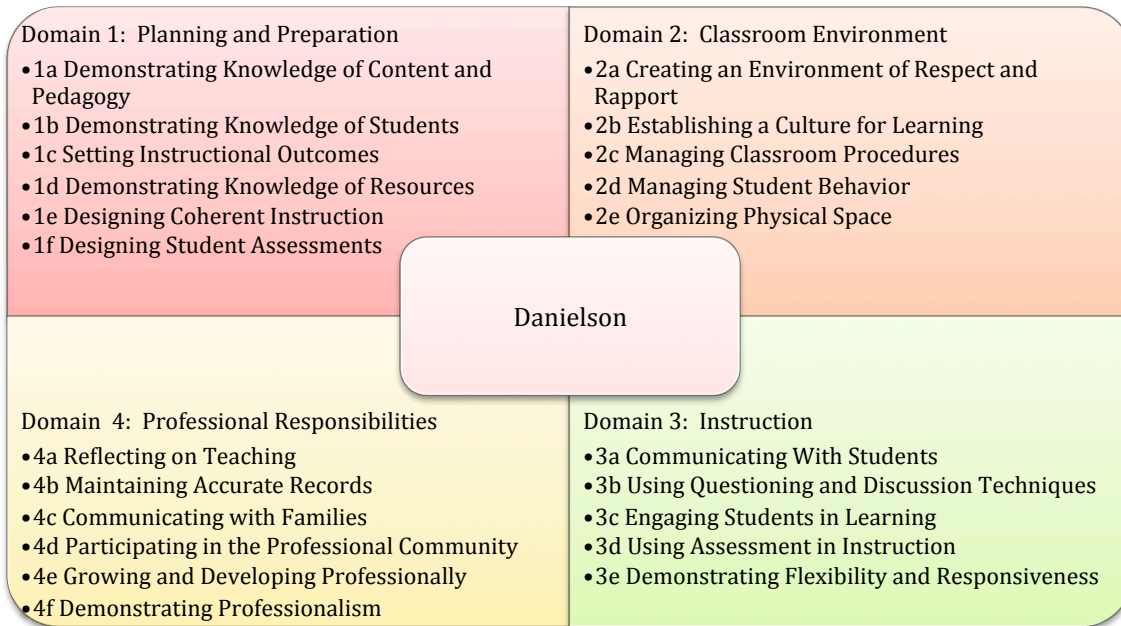 Domain 1:  Planning and Preparation
•1a Demonstrating Knowledge of Content and
Pedagogy
•1b Demonstrating Knowledge of Students
•1c Setting Instructional Outcomes
•1d Demonstrating Knowledge of Resources
•1e Designing Coherent Instruction
•1f Designing Student Assessments
Domain 2:  Classroom Environment
•2a Creating an Environment of Respect and
Rapport
•2b Establishing a Culture for Learning
•2c Managing Classroom Procedures
•2d Managing Student Behavior
•2e Organizing Physical Space
Danielson
Domain  4:  Professional Responsibilities
•4a Reflecting on Teaching
•4b Maintaining Accurate Records
•4c Communicating with Families
•4d Participating in the Professional Community
•4e Growing and Developing Professionally
•4f Demonstrating Professionalism
Domain 3:  Instruction
•3a Communicating With Students
•3b Using Questioning and Discussion Techniques
•3c Engaging Students in Learning
•3d Using Assessment in Instruction
•3e Demonstrating Flexibility and Responsiveness